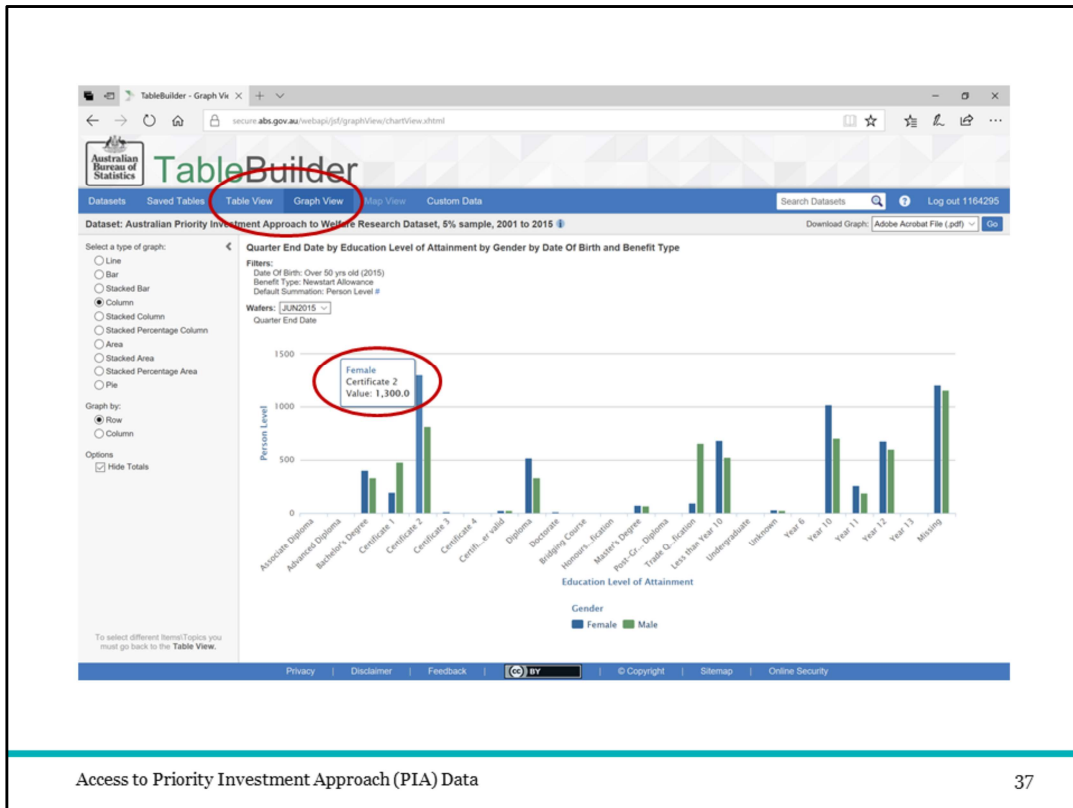 TableBuilder - Graph Vie
secure.abs.gov.au/webapi/jsf/graphView/chartView.xhtml
Australian
Bureau of
Statistics
TableBuilder
Datasets Saved Tables Table View Graph View Map View Custom Data Search Datasets Log out 1164295
Dataset: Australian Priority Investment Approach to Welfare Research Dataset, 5% sample, 2001 to 2015 Download Graph: Adobe Acrobat File (.pdf) Go
Select a type of graph:
Line
Bar
Stacked Bar
Column
Stacked Column
Stacked Percentage Column
Area
Stacked Area
Stacked Percentage Area
Pie
Graph by:
Row
Column
Options
Hide Totals
To select different Items\Topics you
must go back to the Table View.
Quarter End Date by Education Level of Attainment by Gender by Date Of Birth and Benefit Type
Filters:
Date Of Birth: Over 50 yrs old (2015)
Benefit Type: Newstart Allowance
Default Summation: Person Level #
Wafers: JUN2015
Quarter End Date
1500
1000
500
0
Person Level
Female
Certificate 2
Value: 1,300.0
Associate Diploma
Advanced Diploma
Bachelor's Degree
Certificate 1
Certificate 2
Certificate 3
Certificate 4
Certifi...er valid
Diploma
Doctorate
Bridging Course
Honours...fication
Master's Degree
Post-Gr... Diploma
Trade Q...fication
Less than Year 10
Undergraduate
Unknown
Year 6
Year 10
Year 11
Year 12
Year 13
Missing
Education Level of Attainment
Gender
Female Male
Privacy | Disclaimer | Feedback | cc BY | © Copyright | Sitemap | Online Security
Access to Priority Investment Approach (PIA) Data 37